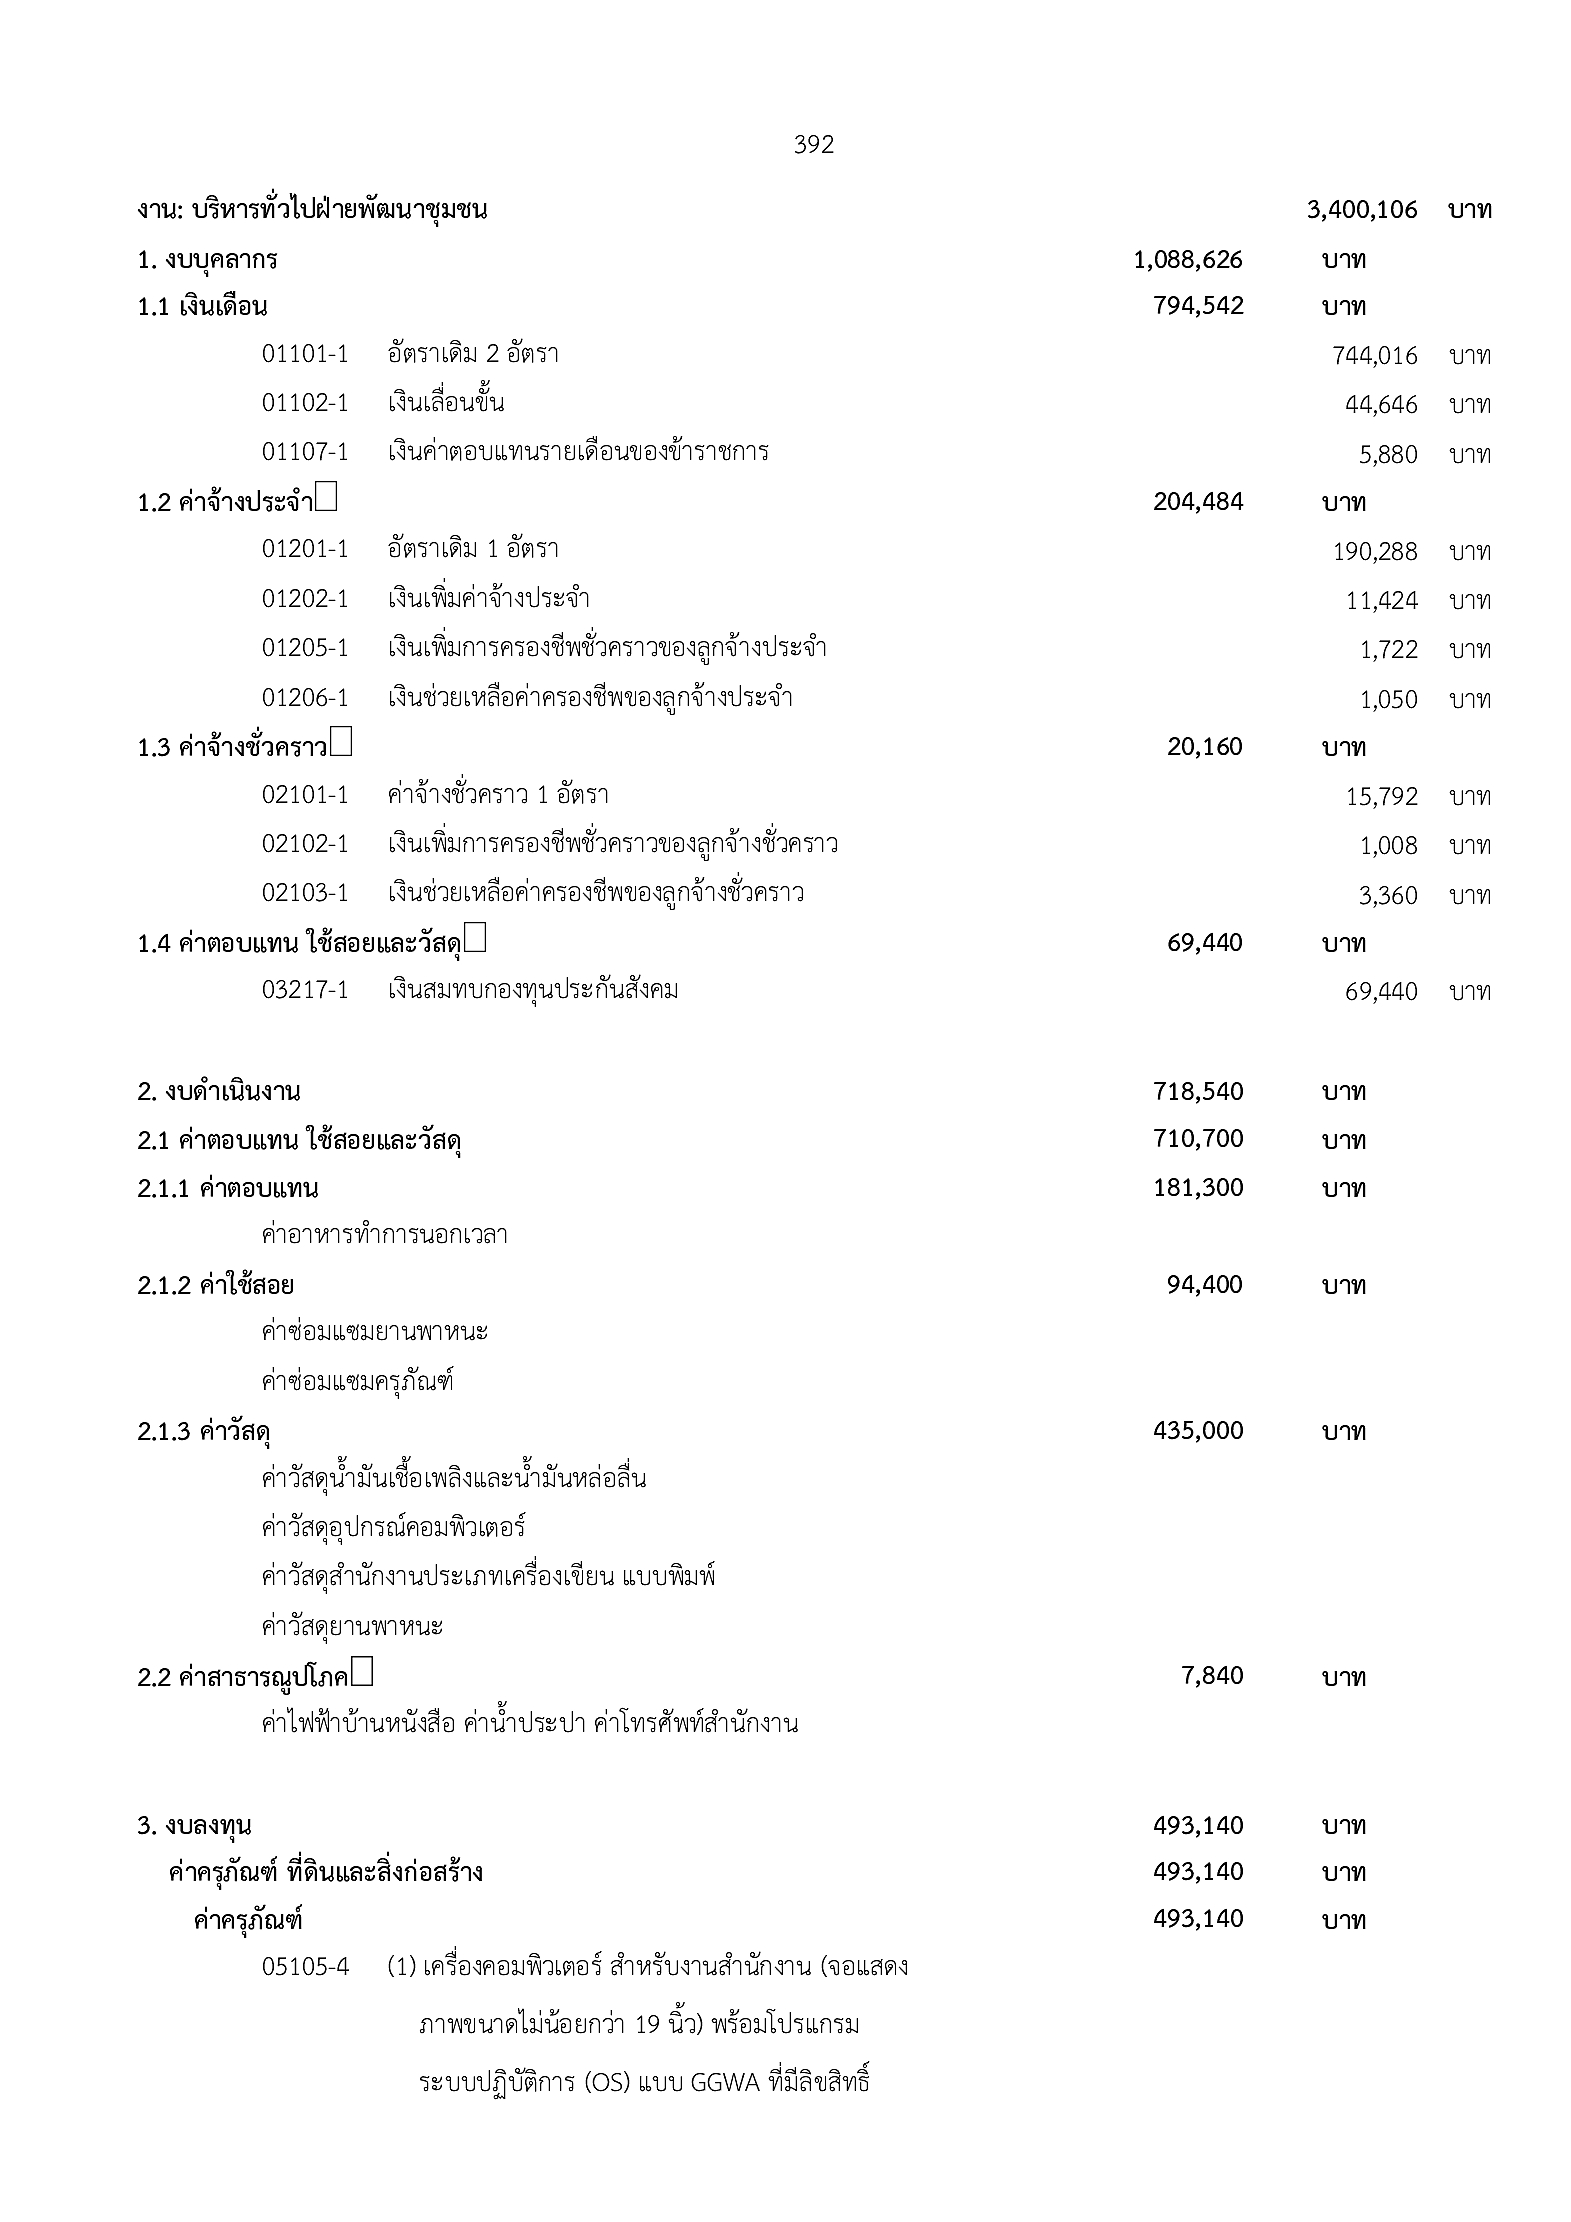 392
งาน: บริหารทั่วไปฝ่ายพัฒนาชุมชน 3,400,106 บาท
1. งบบุคลากร 1,088,626 บาท
1.1 เงินเดือน 794,542 บาท
01101-1 อัตราเดิม 2 อัตรา 744,016 บาท
01102-1 เงินเลื่อนขั้น 44,646 บาท
01107-1 เงินค่าตอบแทนรายเดือนของข้าราชการ 5,880 บาท
1.2 ค่าจ้างประจำ 204,484 บาท
01201-1 อัตราเดิม 1 อัตรา 190,288 บาท
01202-1 เงินเพิ่มค่าจ้างประจำ 11,424 บาท
01205-1 เงินเพิ่มการครองชีพชั่วคราวของลูกจ้างประจำ 1,722 บาท
01206-1 เงินช่วยเหลือค่าครองชีพของลูกจ้างประจำ 1,050 บาท
1.3 ค่าจ้างชั่วคราว 20,160 บาท
02101-1 ค่าจ้างชั่วคราว 1 อัตรา 15,792 บาท
02102-1 เงินเพิ่มการครองชีพชั่วคราวของลูกจ้างชั่วคราว 1,008 บาท
02103-1 เงินช่วยเหลือค่าครองชีพของลูกจ้างชั่วคราว 3,360 บาท
1.4 ค่าตอบแทน ใช้สอยและวัสดุ 69,440 บาท
03217-1 เงินสมทบกองทุนประกันสังคม 69,440 บาท
2. งบดำเนินงาน 718,540 บาท
2.1 ค่าตอบแทน ใช้สอยและวัสดุ 710,700 บาท
2.1.1 ค่าตอบแทน 181,300 บาท
ค่าอาหารทำการนอกเวลา
2.1.2 ค่าใช้สอย 94,400 บาท
ค่าซ่อมแซมยานพาหนะ
ค่าซ่อมแซมครุภัณฑ์
2.1.3 ค่าวัสดุ 435,000 บาท
ค่าวัสดุน้ำมันเชื้อเพลิงและน้ำมันหล่อลื่น
ค่าวัสดุอุปกรณ์คอมพิวเตอร์
ค่าวัสดุสำนักงานประเภทเครื่องเขียน แบบพิมพ์
ค่าวัสดุยานพาหนะ
2.2 ค่าสาธารณูปโภค 7,840 บาท
ค่าไฟฟ้าบ้านหนังสือ ค่าน้ำประปา ค่าโทรศัพท์สำนักงาน
3. งบลงทุน 493,140 บาท
ค่าครุภัณฑ์ ที่ดินและสิ่งก่อสร้าง 493,140 บาท
ค่าครุภัณฑ์ 493,140 บาท
05105-4 (1) เครื่องคอมพิวเตอร์ สำหรับงานสำนักงาน (จอแสดง
ภาพขนาดไม่น้อยกว่า 19 นิ้ว) พร้อมโปรแกรม
ระบบปฏิบัติการ (OS) แบบ GGWA ที่มีลิขสิทธิ์